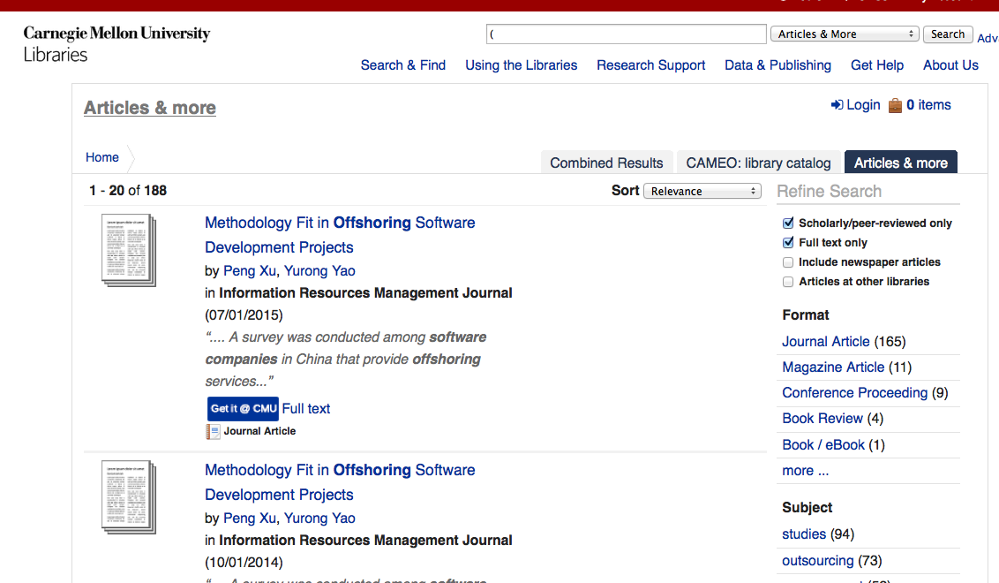 Carnegie Mellon University
Libraries
( Articles & More Search Adv
Search & Find Using the Libraries Research Support Data & Publishing Get Help About Us
Articles & more
Login 0 items
Home
Combined Results CAMEO: library catalog Articles & more
1 - 20 of 188
Sort Relevance
Methodology Fit in Offshoring Software
Development Projects
by Peng Xu, Yurong Yao
in Information Resources Management Journal
(07/01/2015)
“.... A survey was conducted among software
companies in China that provide offshoring
services...”
Get it @ CMU Full text
Journal Article
Methodology Fit in Offshoring Software
Development Projects
by Peng Xu, Yurong Yao
in Information Resources Management Journal
(10/01/2014)
“.... A survey was conducted among software
Refine Search
Scholarly/peer-reviewed only
Full text only
Include newspaper articles
Articles at other libraries
Format
Journal Article (165)
Magazine Article (11)
Conference Proceeding (9)
Book Review (4)
Book / eBook (1)
more ...
Subject
studies (94)
outsourcing (73)